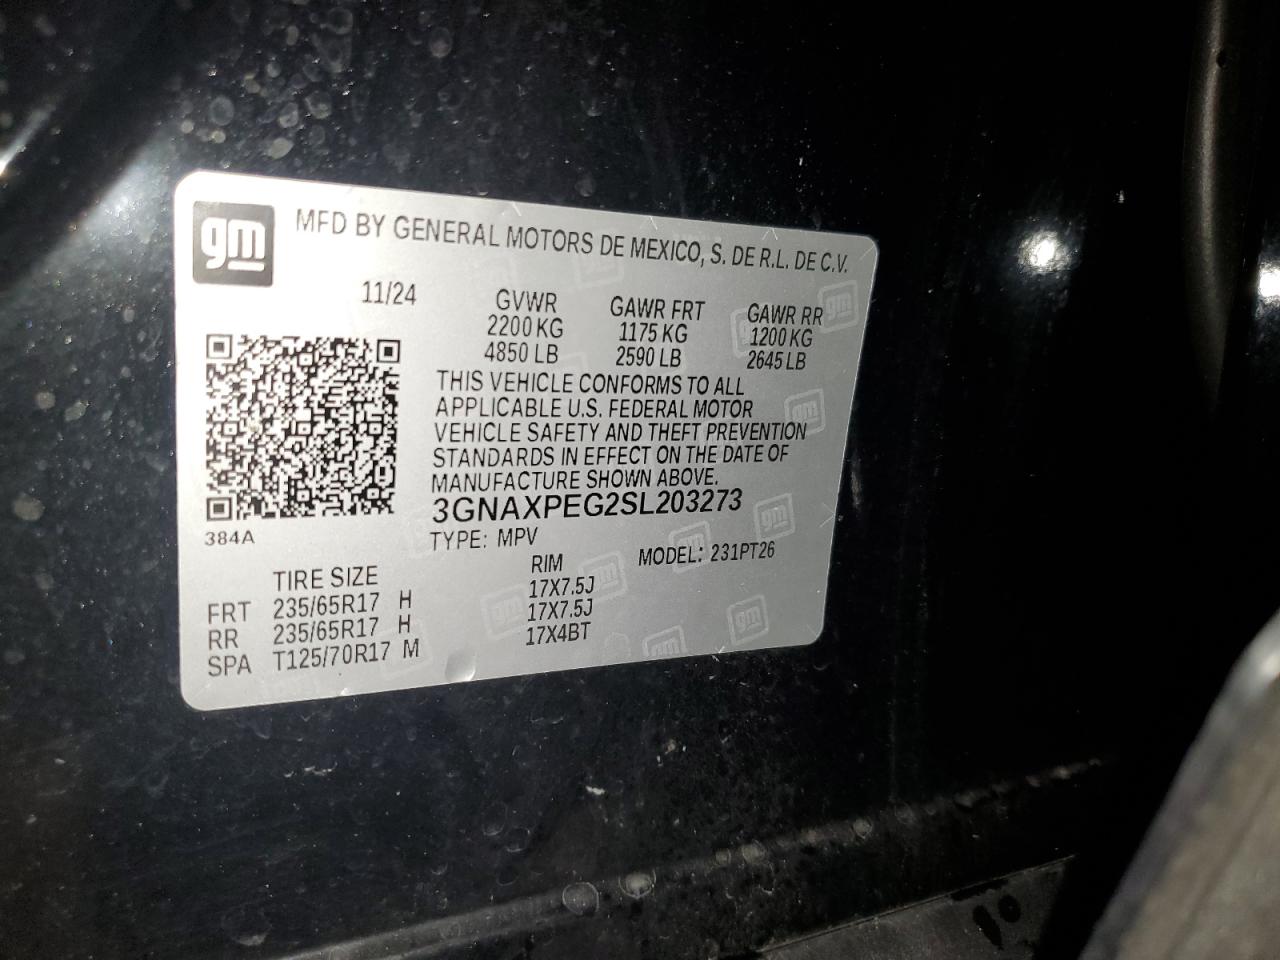 gm MFD BY GENERAL MOTORS DE MEXICO, S. DE R.L. DE C.V.
11/24 GVWR GAWR FRT GAWR RR
2200 KG 1175 KG 1200 KG
4850 LB 2590 LB 2645 LB
THIS VEHICLE CONFORMS TO ALL
APPLICABLE U.S. FEDERAL MOTOR
VEHICLE SAFETY AND THEFT PREVENTION
STANDARDS IN EFFECT ON THE DATE OF
MANUFACTURE SHOWN ABOVE.
3GNAXPEG2SL203273
384A
TYPE: MPV MODEL: 231PT26
TIRE SIZE RIM
FRT 235/65R17 H 17X7.5J
RR 235/65R17 H 17X7.5J
SPA T125/70R17 M 17X4BT